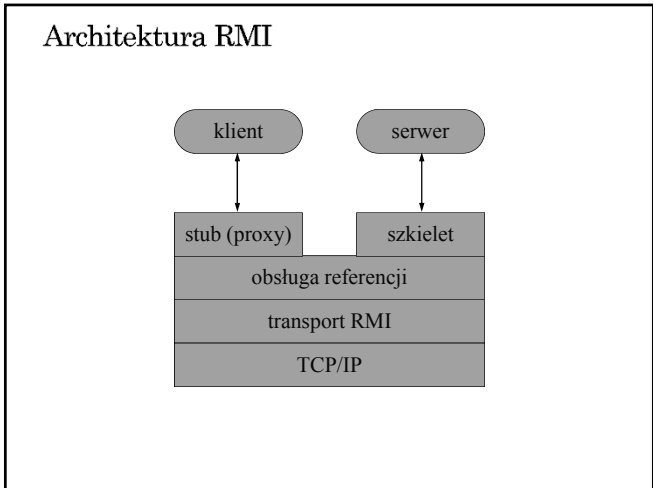 Architektura RMI
klient
serwer
stub (proxy)
szkielet
obsługa referencji
transport RMI
TCP/IP